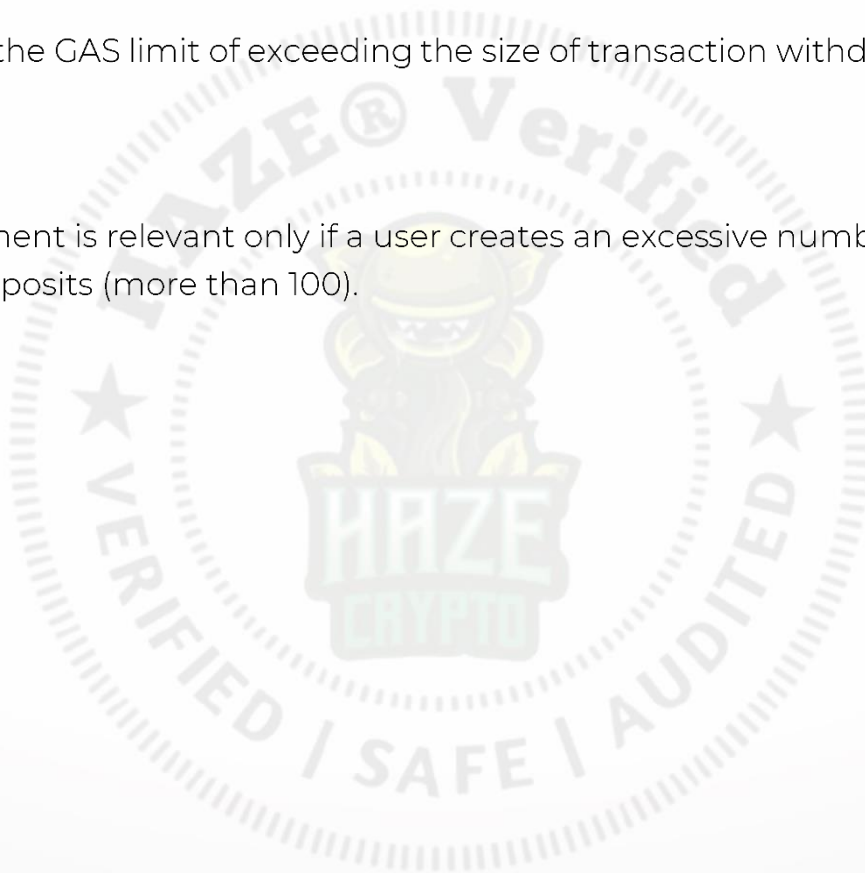 the GAS limit of exceeding the size of transaction withd
HAZE® Verified
nent is relevant only if a user creates an excessive numb
posits (more than 100).
HAZE
CRYPTO
VERIFIED | SAFE | AUDITED